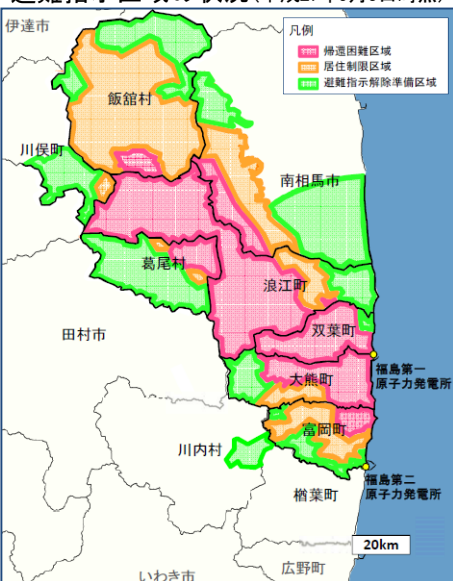 伊達市
凡例
帰還困難区域
居住制限区域
避難指示解除準備区域
飯舘村
川俣町
南相馬市
葛尾村
浪江町
田村市
双葉町
福島第一
原子力発電所
大熊町
富岡町
川内村
福島第二
原子力発電所
楢葉町
20km
広野町
いわき市